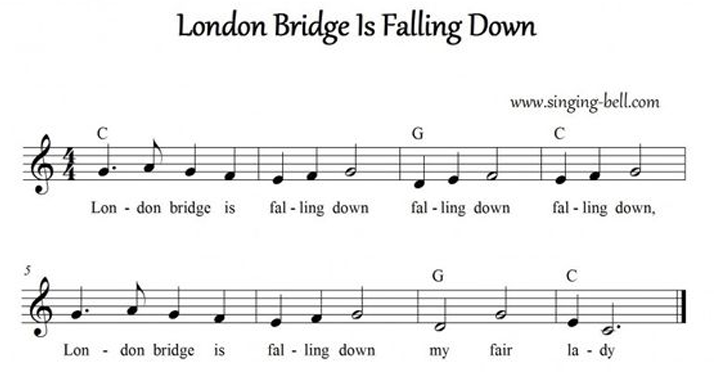 London Bridge Is Falling Down
www.singing-bell.com
C G C
4
4
Lon - don bridge is fal - ling down fal - ling down fal - ling down,
5
G C
Lon - don bridge is fal - ling down my fair la - dy